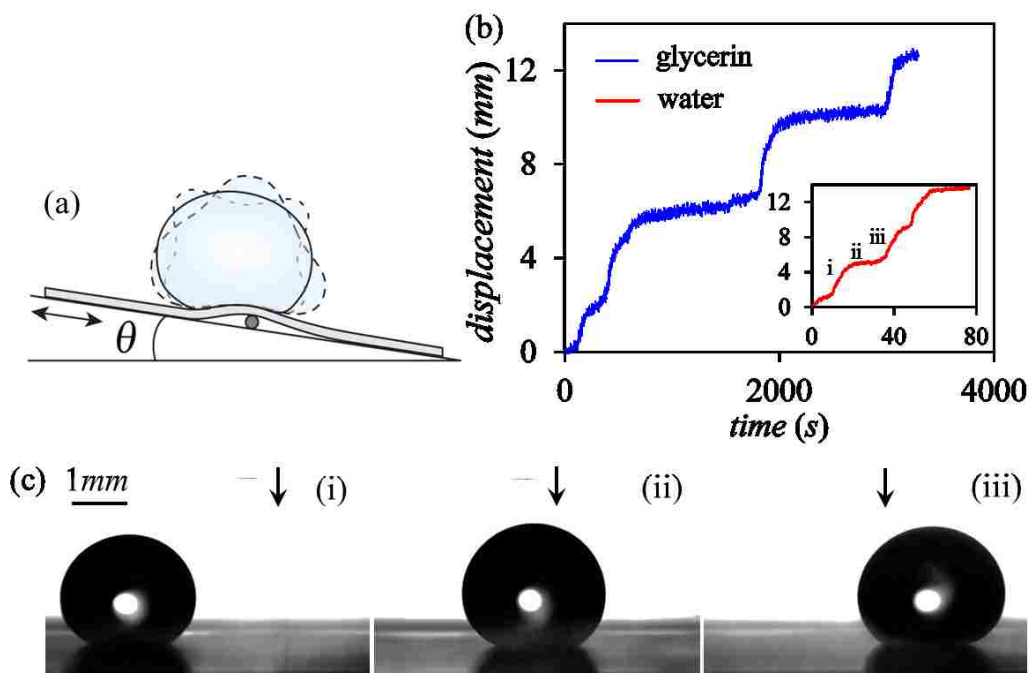 (a)
θ
(b)
glycerin
water
displacement (mm)
12
8
4
0
0
2000
4000
time (s)
12
8
4
0
0
40
80
i
ii
iii
(c)
1mm
(i)
(ii)
(iii)